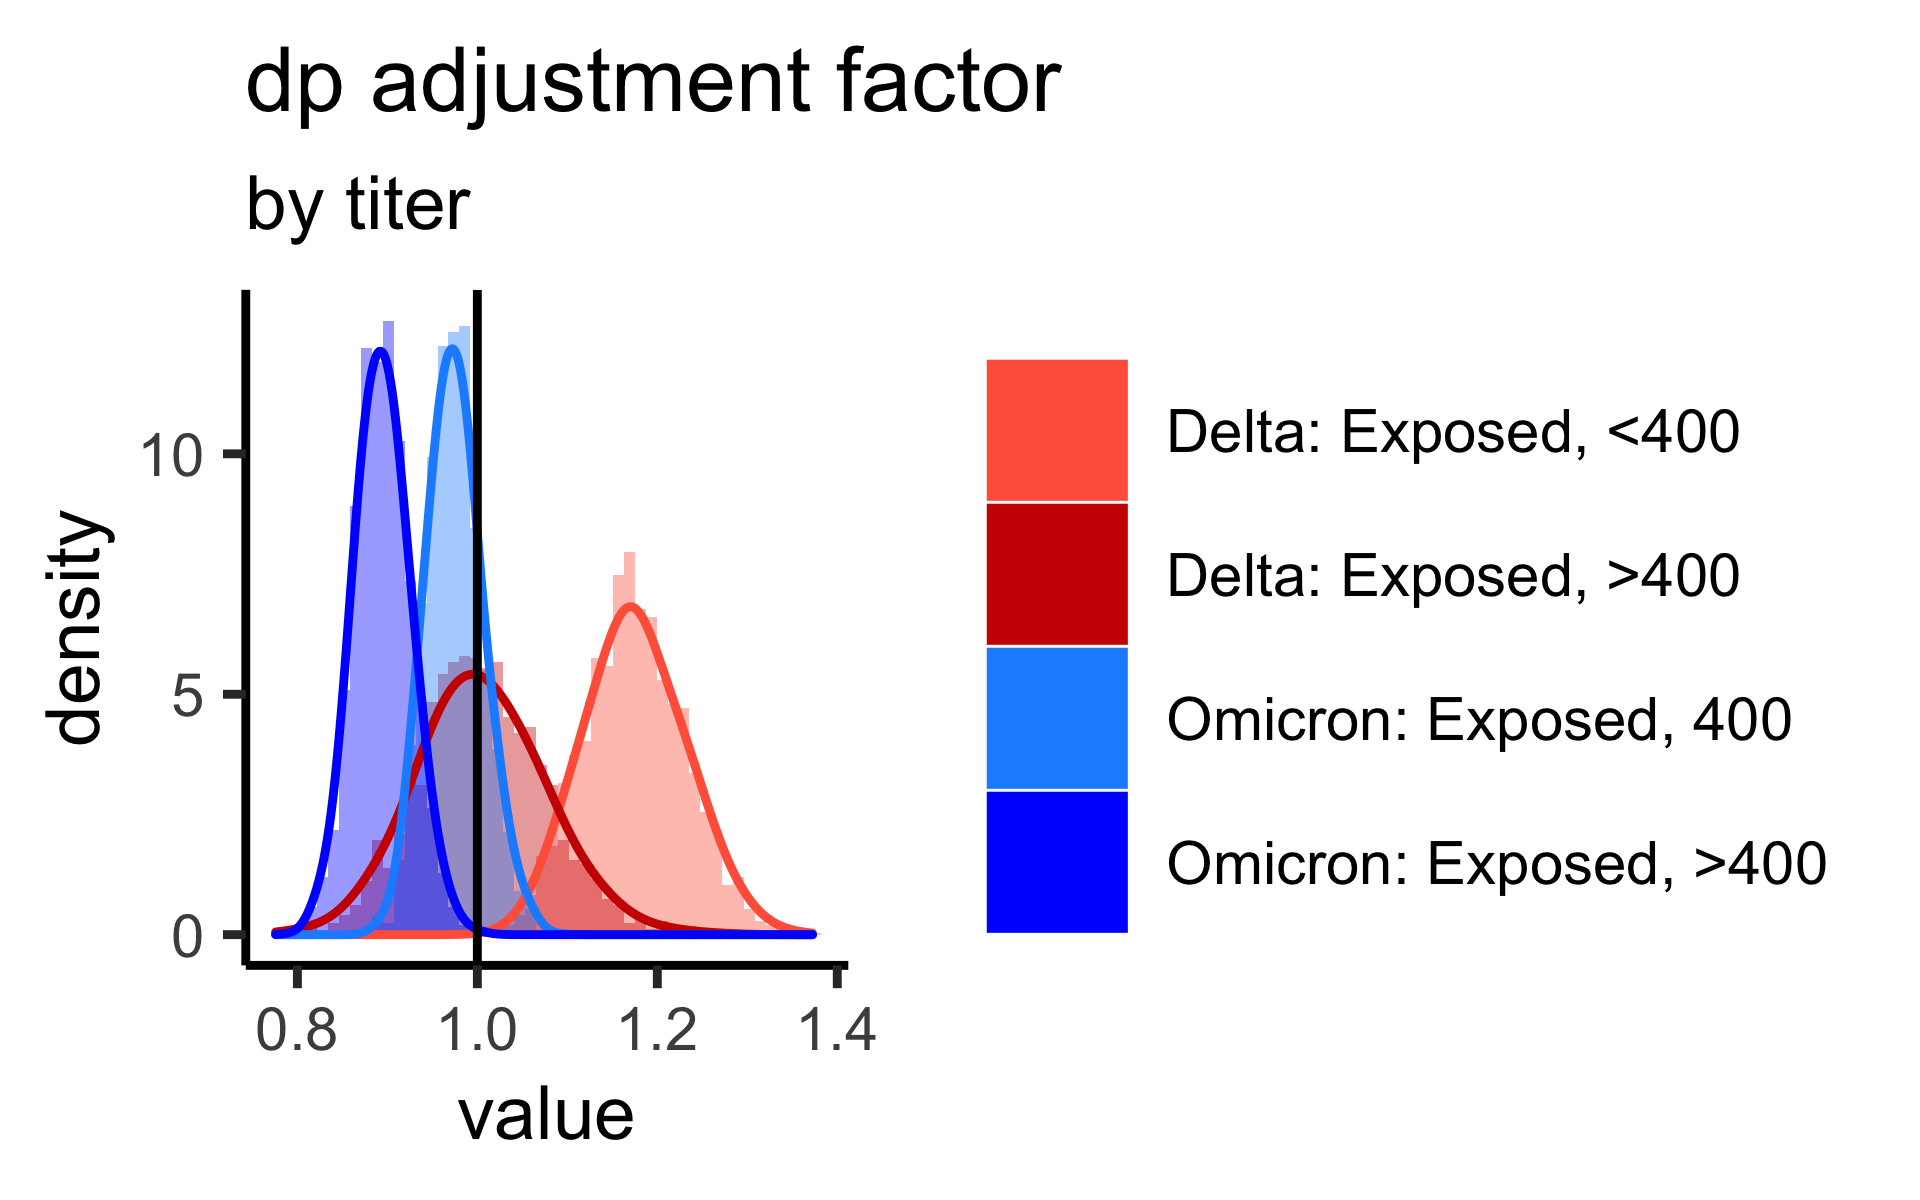 dp adjustment factor
by titer
density
10
5
0
0.8 1.0 1.2 1.4
value
Delta: Exposed, <400
Delta: Exposed, >400
Omicron: Exposed, 400
Omicron: Exposed, >400